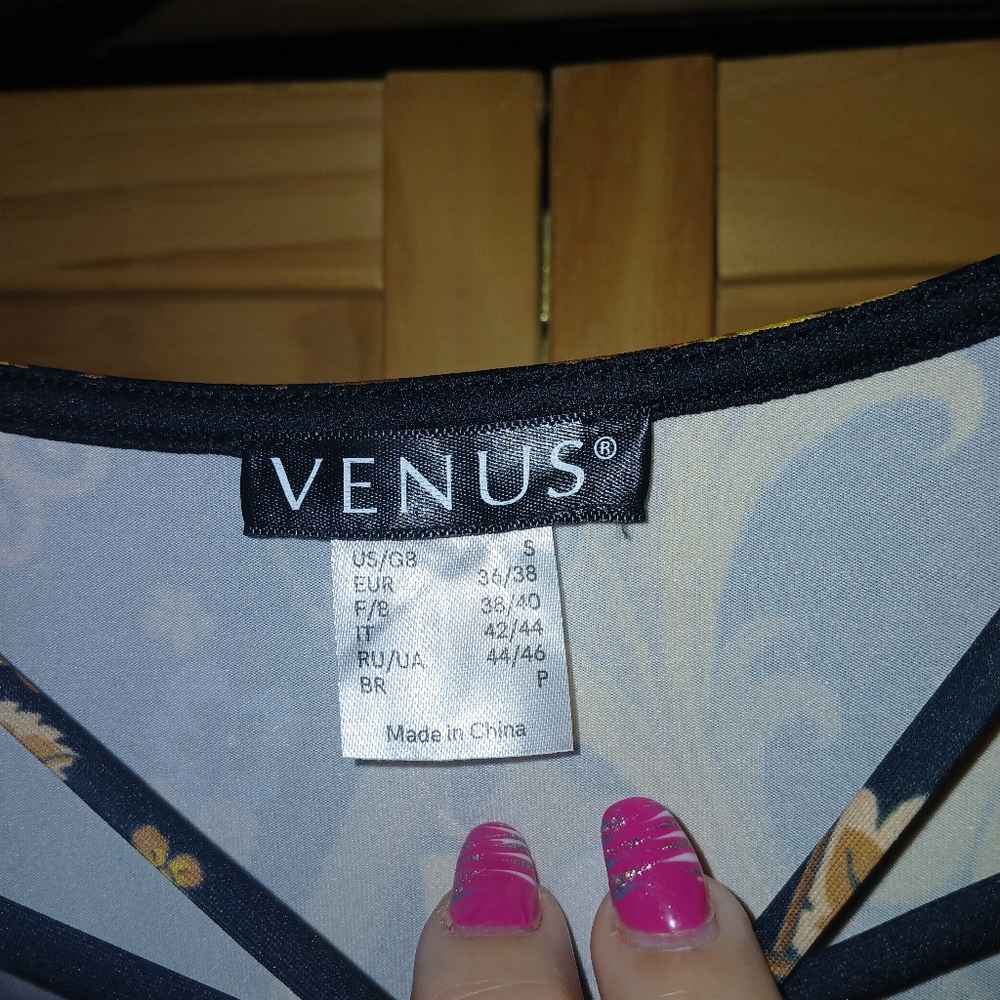 VENUS®
US/GB S
EUR 36/38
F/B 38/40
IT 42/44
RU/UA 44/46
BR P
Made in China